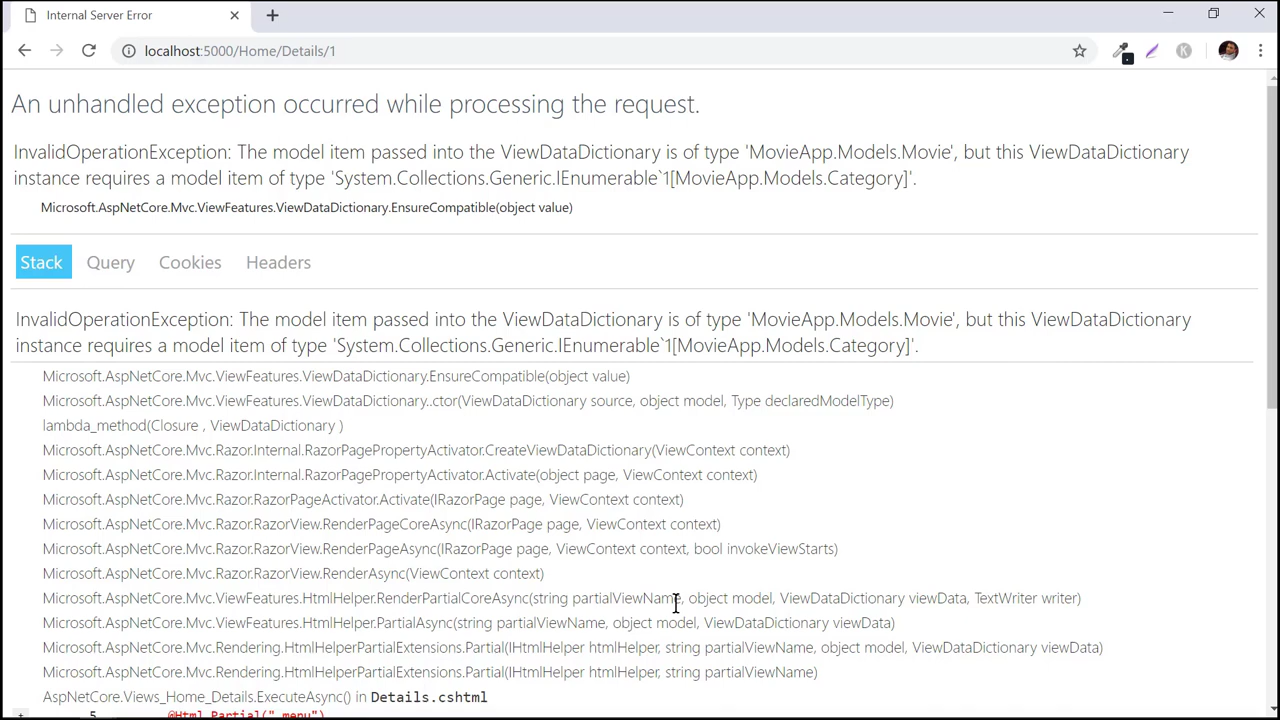 Internal Server Error
localhost:5000/Home/Details/1
K
An unhandled exception occurred while processing the request.
InvalidOperationException: The model item passed into the ViewDataDictionary is of type 'MovieApp.Models.Movie', but this ViewDataDictionary
instance requires a model item of type 'System.Collections.Generic.IEnumerable`1[MovieApp.Models.Category]'.
Microsoft.AspNetCore.Mvc.ViewFeatures.ViewDataDictionary.EnsureCompatible(object value)
Stack Query Cookies Headers
InvalidOperationException: The model item passed into the ViewDataDictionary is of type 'MovieApp.Models.Movie', but this ViewDataDictionary
instance requires a model item of type 'System.Collections.Generic.IEnumerable`1[MovieApp.Models.Category]'.
Microsoft.AspNetCore.Mvc.ViewFeatures.ViewDataDictionary.EnsureCompatible(object value)
Microsoft.AspNetCore.Mvc.ViewFeatures.ViewDataDictionary..ctor(ViewDataDictionary source, object model, Type declaredModelType)
lambda_method(Closure , ViewDataDictionary )
Microsoft.AspNetCore.Mvc.Razor.Internal.RazorPagePropertyActivator.CreateViewDataDictionary(ViewContext context)
Microsoft.AspNetCore.Mvc.Razor.Internal.RazorPagePropertyActivator.Activate(object page, ViewContext context)
Microsoft.AspNetCore.Mvc.Razor.RazorPageActivator.Activate(IRazorPage page, ViewContext context)
Microsoft.AspNetCore.Mvc.Razor.RazorView.RenderPageCoreAsync(IRazorPage page, ViewContext context)
Microsoft.AspNetCore.Mvc.Razor.RazorView.RenderPageAsync(IRazorPage page, ViewContext context, bool invokeViewStarts)
Microsoft.AspNetCore.Mvc.Razor.RazorView.RenderAsync(ViewContext context)
Microsoft.AspNetCore.Mvc.ViewFeatures.HtmlHelper.RenderPartialCoreAsync(string partialViewName, object model, ViewDataDictionary viewData, TextWriter writer)
Microsoft.AspNetCore.Mvc.ViewFeatures.HtmlHelper.PartialAsync(string partialViewName, object model, ViewDataDictionary viewData)
Microsoft.AspNetCore.Mvc.Rendering.HtmlHelperPartialExtensions.Partial(IHtmlHelper htmlHelper, string partialViewName, object model, ViewDataDictionary viewData)
Microsoft.AspNetCore.Mvc.Rendering.HtmlHelperPartialExtensions.Partial(IHtmlHelper htmlHelper, string partialViewName)
AspNetCore.Views_Home_Details.ExecuteAsync() in Details.cshtml
+ 5. @Html.Partial("_menu")